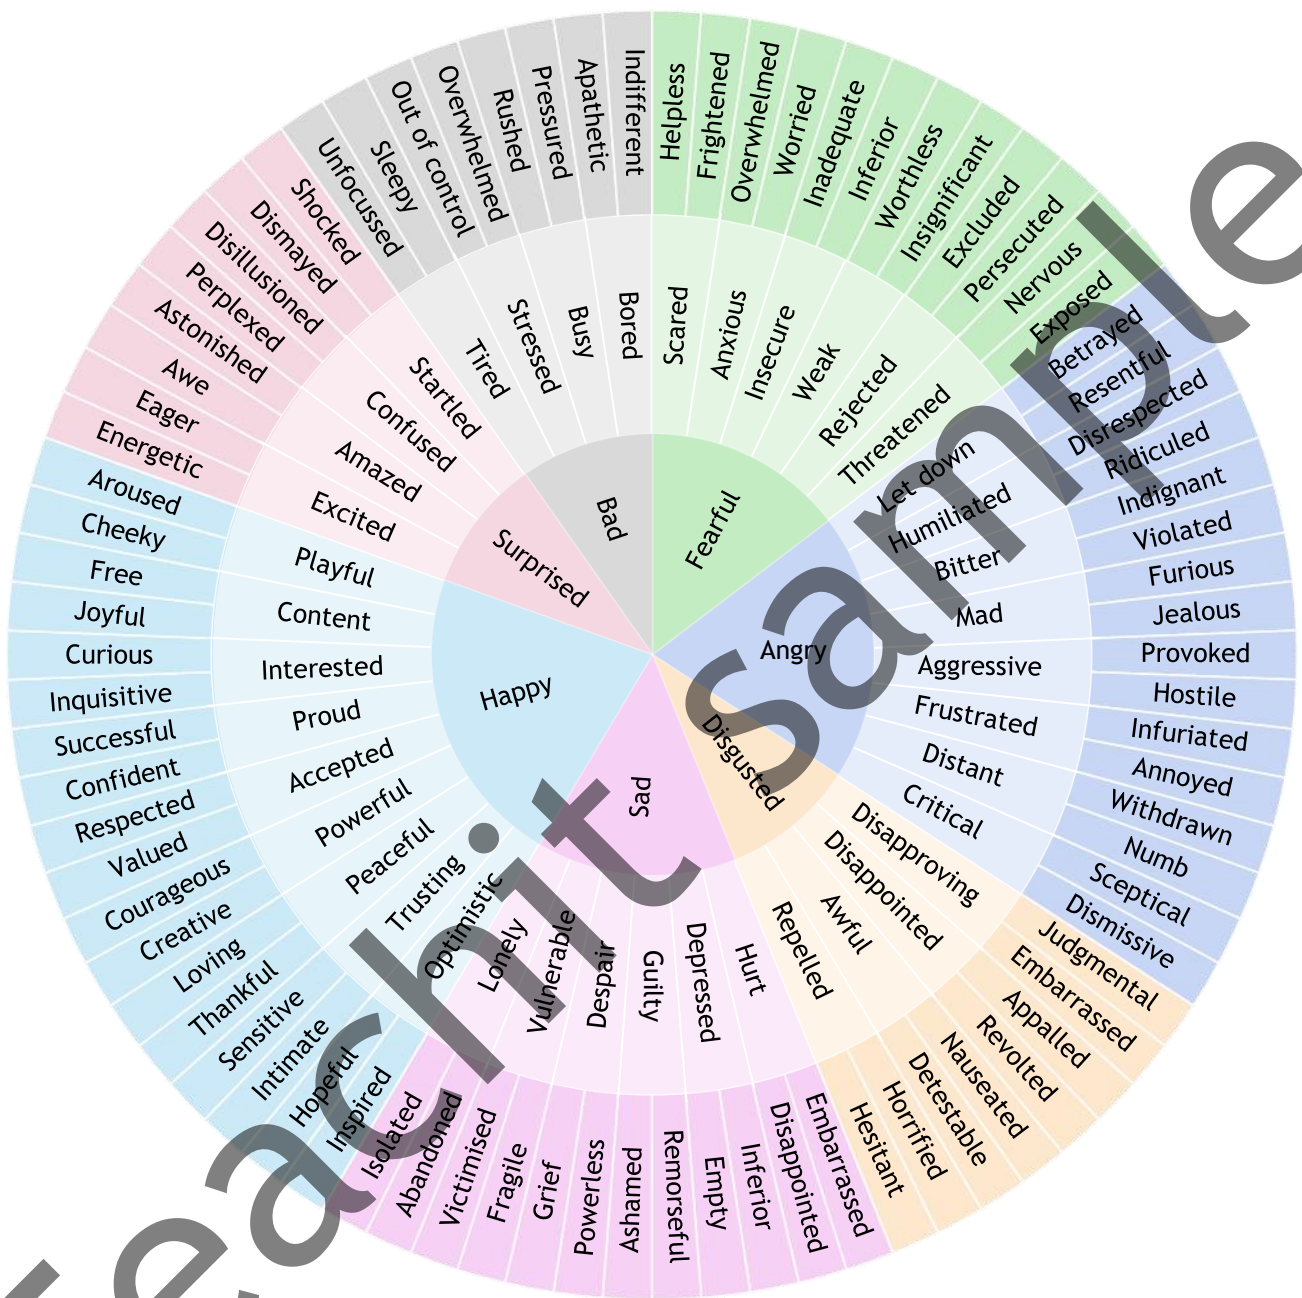 Fearful
Angry
Disgusted
Sad
Happy
Surprised
Bad
Scared
Anxious
Insecure
Weak
Rejected
Threatened
Let down
Humiliated
Bitter
Mad
Aggressive
Frustrated
Distant
Critical
Disapproving
Disappointed
Awful
Repelled
Hurt
Depressed
Guilty
Despair
Vulnerable
Lonely
Optimistic
Trusting
Peaceful
Powerful
Accepted
Proud
Interested
Content
Playful
Excited
Amazed
Confused
Startled
Tired
Stressed
Busy
Bored
Helpless
Frightened
Overwhelmed
Worried
Inadequate
Inferior
Worthless
Insignificant
Excluded
Persecuted
Nervous
Exposed
Betrayed
Resentful
Disrespected
Ridiculed
Indignant
Violated
Furious
Jealous
Provoked
Hostile
Infuriated
Annoyed
Withdrawn
Numb
Sceptical
Dismissive
Judgmental
Embarrassed
Appalled
Revolted
Nauseated
Detestable
Horrified
Hesitant
Embarrassed
Disappointed
Inferior
Empty
Remorseful
Ashamed
Powerless
Grief
Fragile
Victimised
Abandoned
Isolated
Inspired
Hopeful
Intimate
Sensitive
Thankful
Loving
Creative
Courageous
Valued
Respected
Confident
Successful
Inquisitive
Curious
Joyful
Free
Cheeky
Aroused
Energetic
Eager
Awe
Astonished
Perplexed
Disillusioned
Dismayed
Shocked
Unfocussed
Sleepy
Out of control
Overwhelmed
Rushed
Pressured
Apathetic
Indifferent
Teachit sample